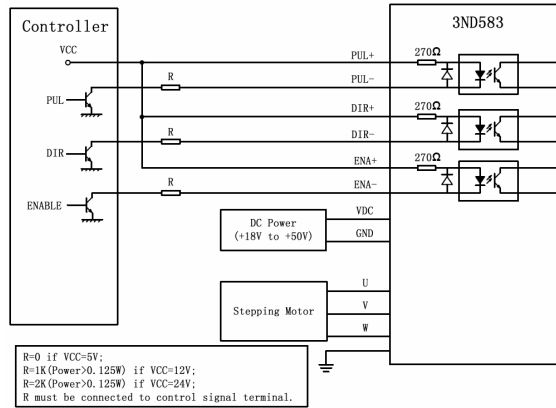 Controller
3ND583
VCC
PUL+
270Ω
R
PUL-
PUL
DIR+
270Ω
R
DIR-
DIR
ENA+
270Ω
R
ENA-
ENABLE
DC Power
(+18V to +50V)
VDC
GND
Stepping Motor
U
V
W
R=0 if VCC=5V;
R=1K(Power>0.125W) if VCC=12V;
R=2K(Power>0.125W) if VCC=24V;
R must be connected to control signal terminal.